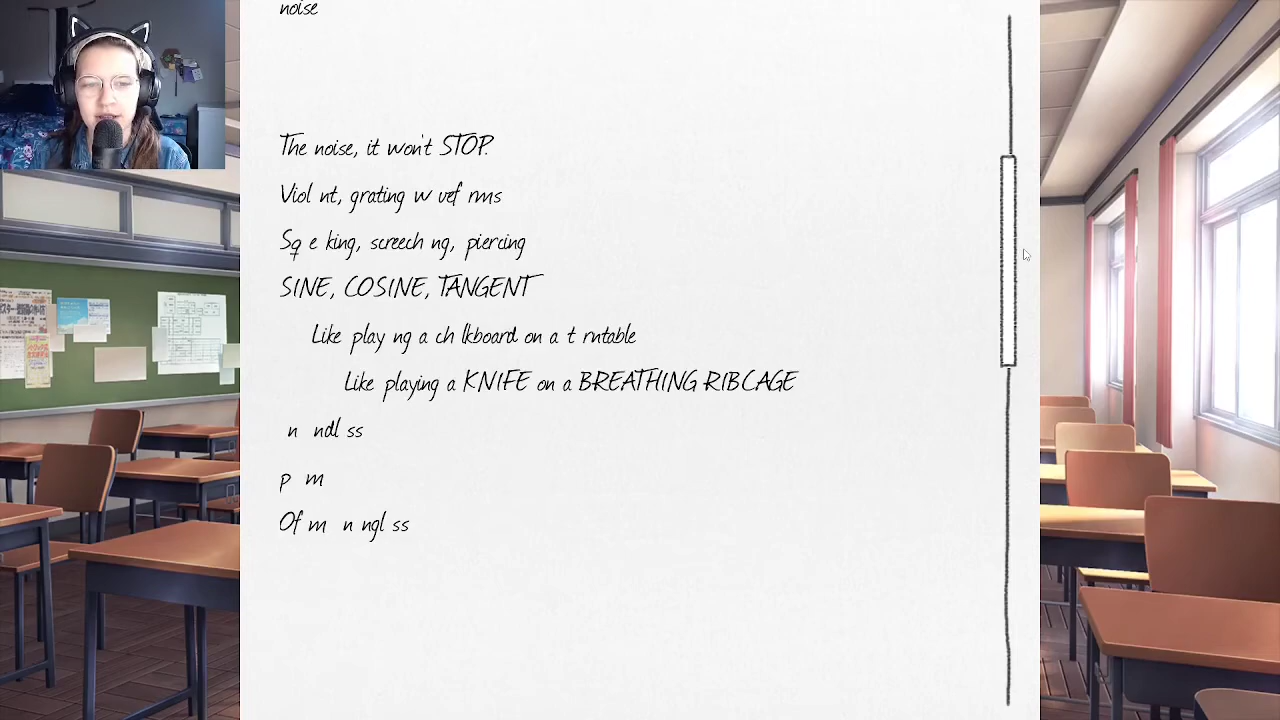 noise
The noise, it won't STOP.
Viol nt, grating w vef rms
Sq e king, screech ng, piercing
SINE, COSINE, TANGENT
Like play ng a ch lkboard on a t rntable
Like playing a KNIFE on a BREATHING RIBCAGE
n ndl ss
p m
Of m n ngl ss